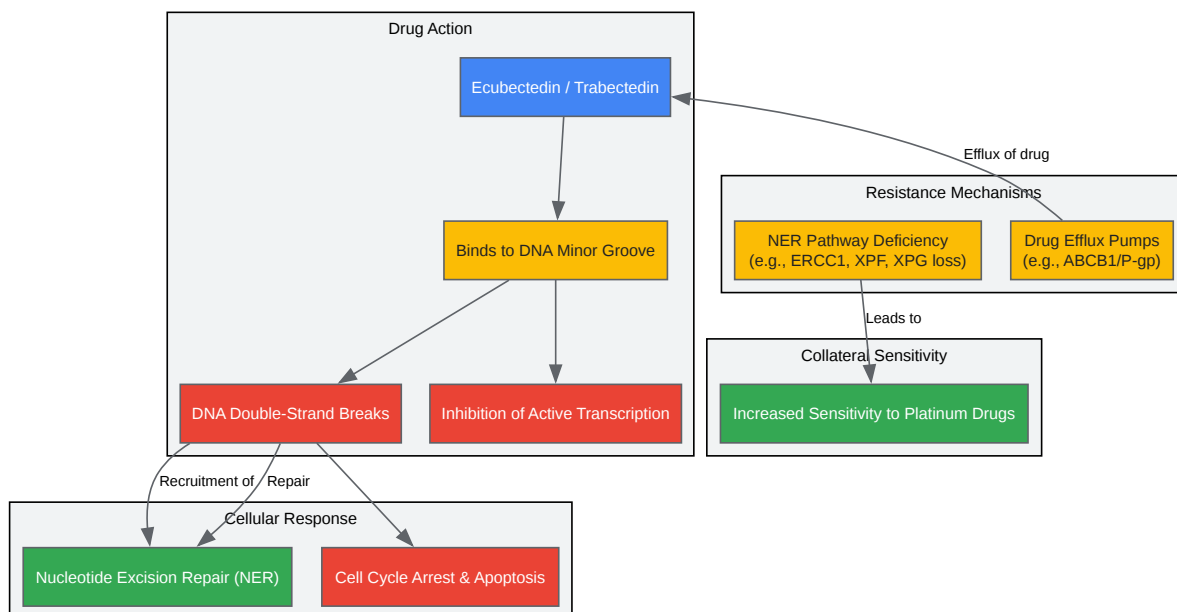 Drug Action
Ecubectedin / Trabectedin
Efflux of drug
Resistance Mechanisms
Binds to DNA Minor Groove
NER Pathway Deficiency
(e.g., ERCC1, XPF, XPG loss)
Drug Efflux Pumps
(e.g., ABCB1/P-gp)
Leads to
Collateral Sensitivity
DNA Double-Strand Breaks
Inhibition of Active Transcription
Increased Sensitivity to Platinum Drugs
Recruitment of
Repair
Cellular Response
Nucleotide Excision Repair (NER)
Cell Cycle Arrest & Apoptosis